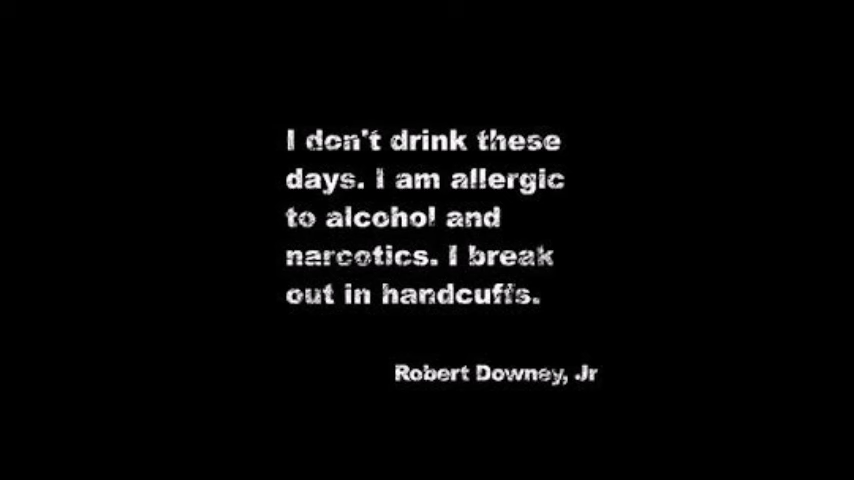 I don't drink these
days. I am allergic
to alcohol and
narcotics. I break
out in handcuffs.
Robert Downey, Jr